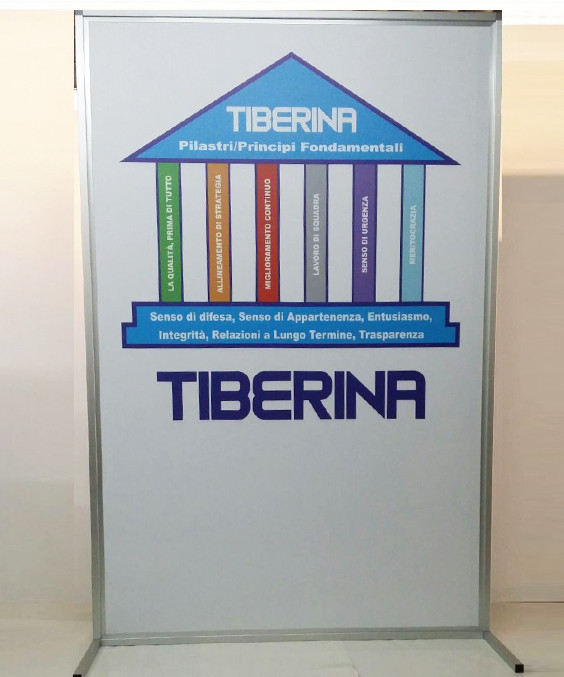 TIBERINA
Pilastri/Principi Fondamentali
LA QUALITÁ, PRIMA DI TUTTO
ALLINEAMENTO DI STRATEGIA
MIGLIORAMENTO CONTINUO
LAVORO DI SQUADRA
SENSO DI URGENZA
MERITOCRAZIA
Senso di difesa, Senso di Appartenenza, Entusiasmo,
Integrità, Relazioni a Lungo Termine, Trasparenza
TIBERINA